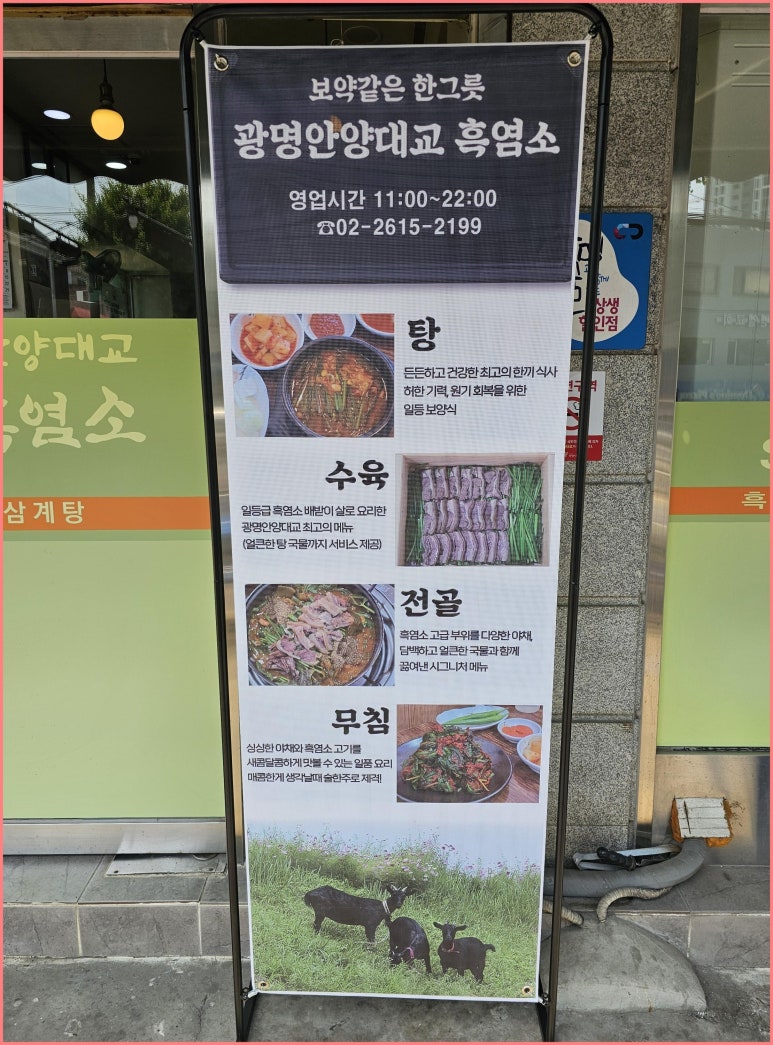 보약같은 한그릇
광명안양대교 흑염소
영업시간 11:00~22:00
☎02-2615-2199
탕
든든하고 건강한 최고의 한끼 식사
허한 기력, 원기 회복을 위한
일등 보양식
수육
일등급 흑염소 배받이 살로 요리한
광명안양대교 최고의 메뉴
(얼큰한 탕 국물까지 서비스 제공)
전골
흑염소 고급 부위를 다양한 야채,
담백하고 얼큰한 국물과 함께
끓여낸 시그니처 메뉴
무침
싱싱한 야채와 흑염소 고기를
새콤달콤하게 맛볼 수 있는 일품 요리
매콤한게 생각날때 술한주로 제격!
양대교
염소
삼계탕
상생
할인점
흑